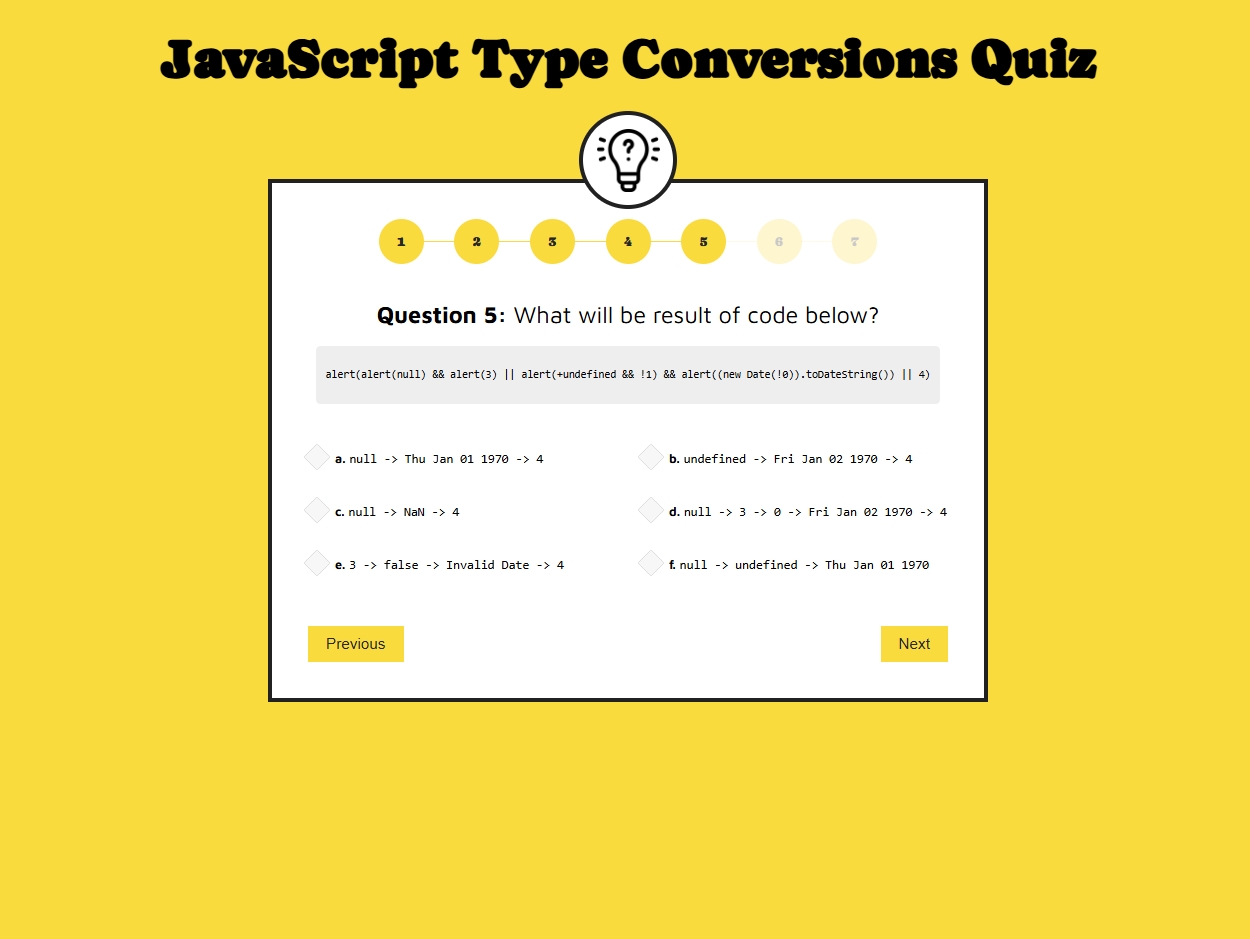 JavaScript Type Conversions Quiz
?
1 2 3 4 5 6 7
Question 5: What will be result of code below?
alert(alert(null) && alert(3) || alert(+undefined && !1) && alert((new Date(!0)).toDateString()) || 4)
a. null -> Thu Jan 01 1970 -> 4
b. undefined -> Fri Jan 02 1970 -> 4
c. null -> NaN -> 4
d. null -> 3 -> 0 -> Fri Jan 02 1970 -> 4
e. 3 -> false -> Invalid Date -> 4
f. null -> undefined -> Thu Jan 01 1970
Previous
Next